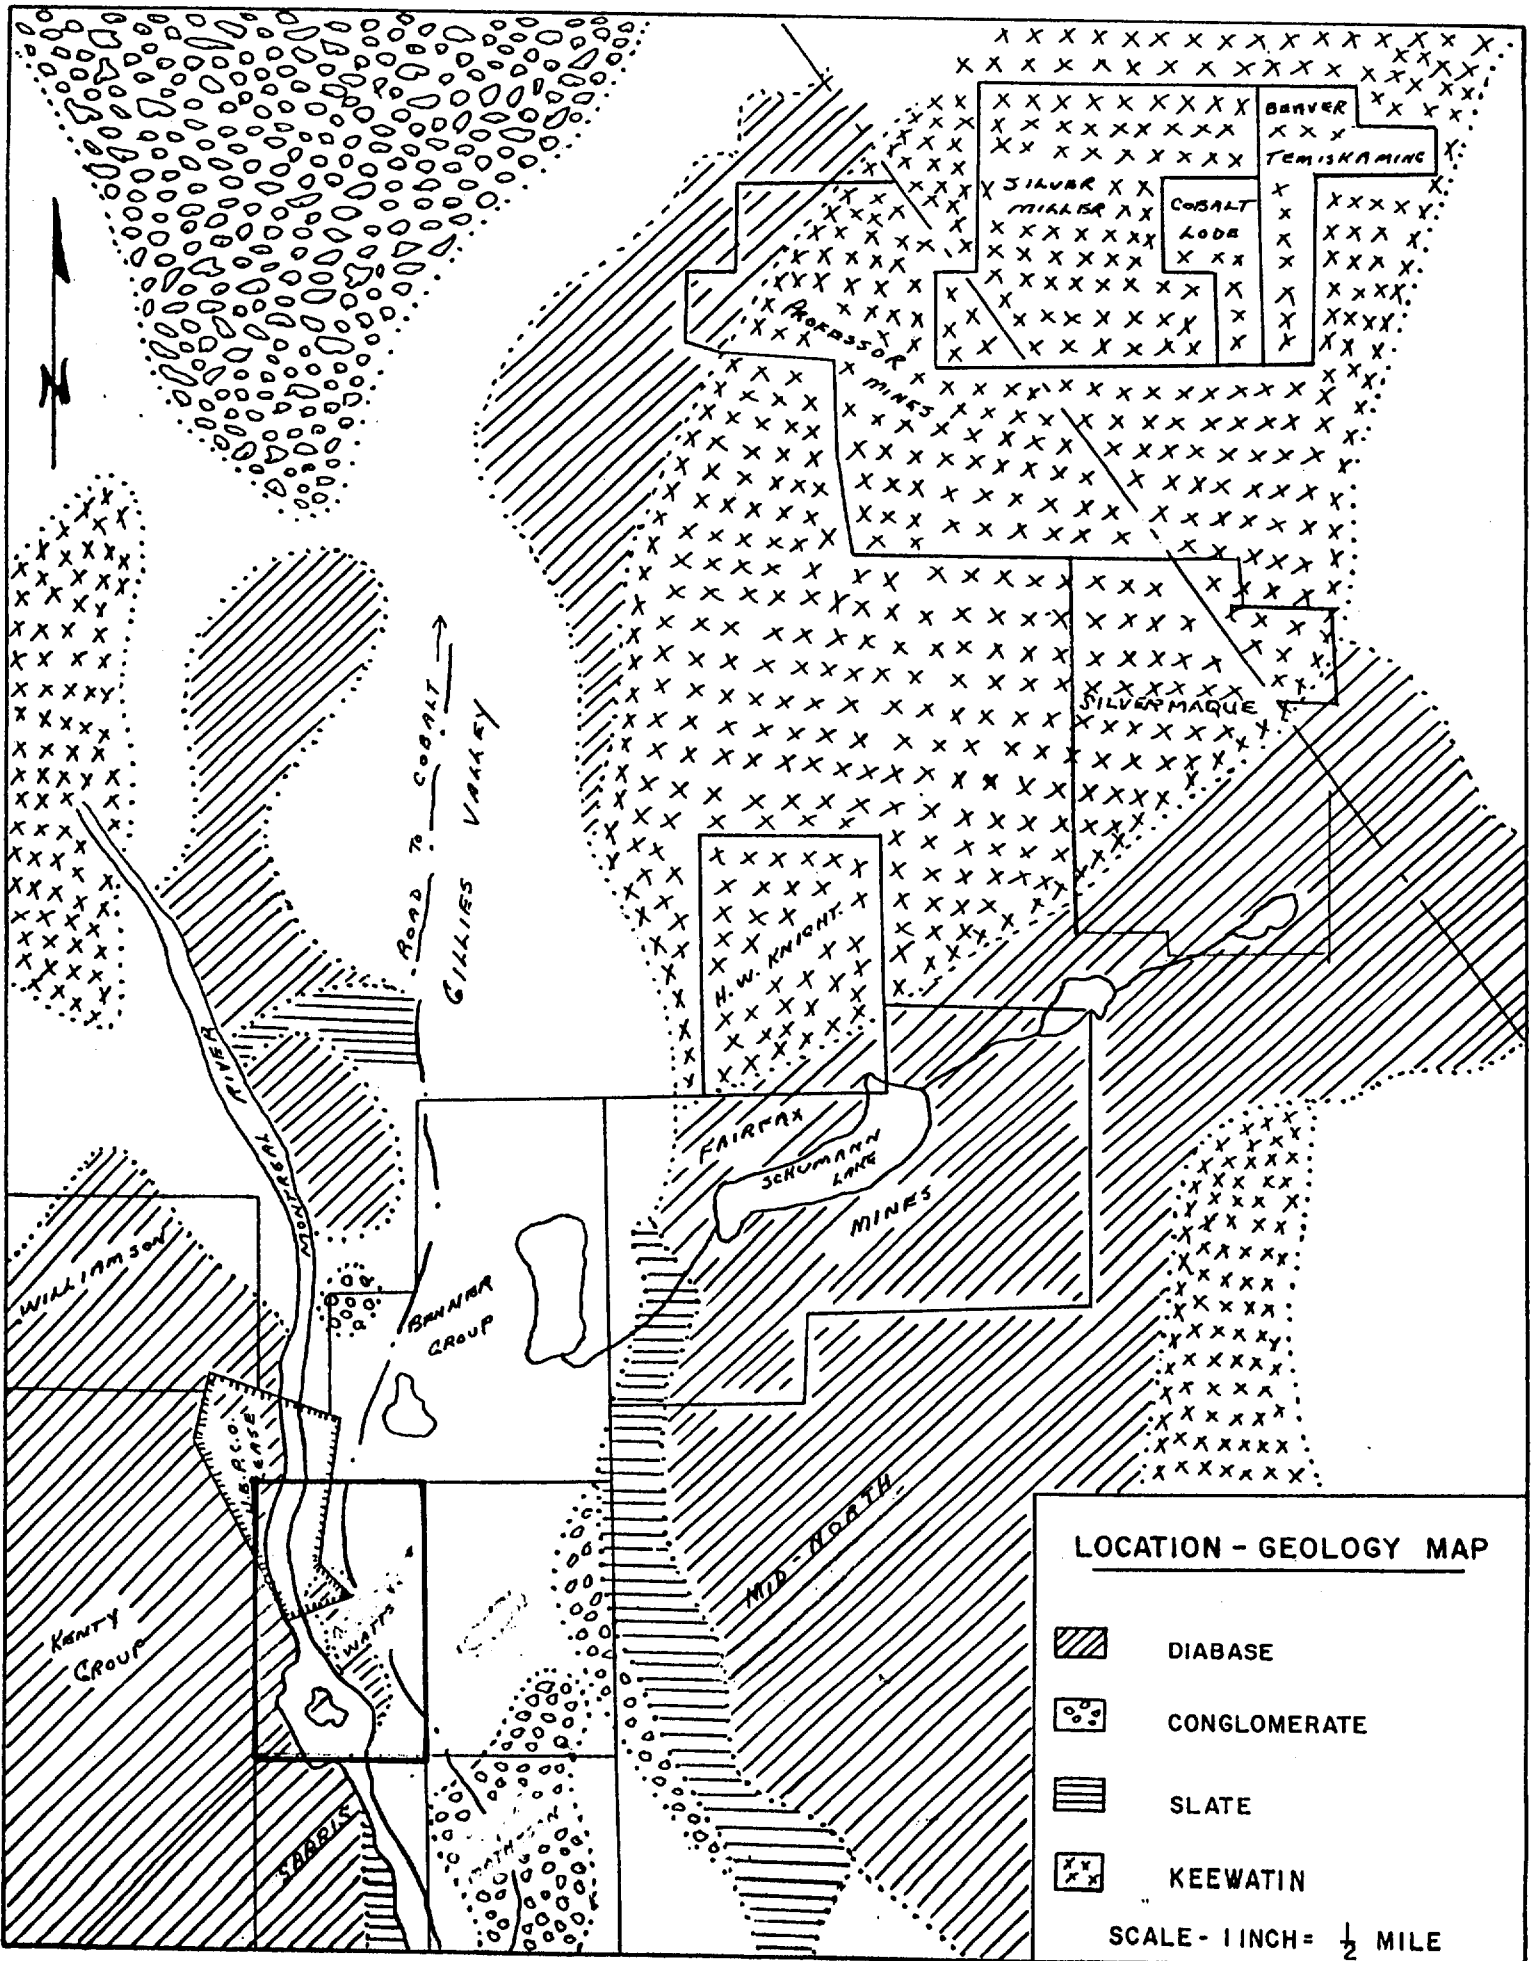 BEAVER
TEMISKAMING
SILVER
MILLER
COBALT
LODE
PROFESSOR
MINES
N
SILVERMAQUE
ROAD TO COBALT
GILLIES VALLEY
H.W. KNIGHT.
MONTREAL RIVER
FAIRFAX
MINES
SCHUMANN
LAKE
WILLIAMSON
BANNER
GROUP
LEASE
MID-NORTH
KENTY
GROUP
WATTS
SARRIS
LOCATION - GEOLOGY MAP
DIABASE
CONGLOMERATE
SLATE
KEEWATIN
SCALE - 1 INCH = 1/2 MILE